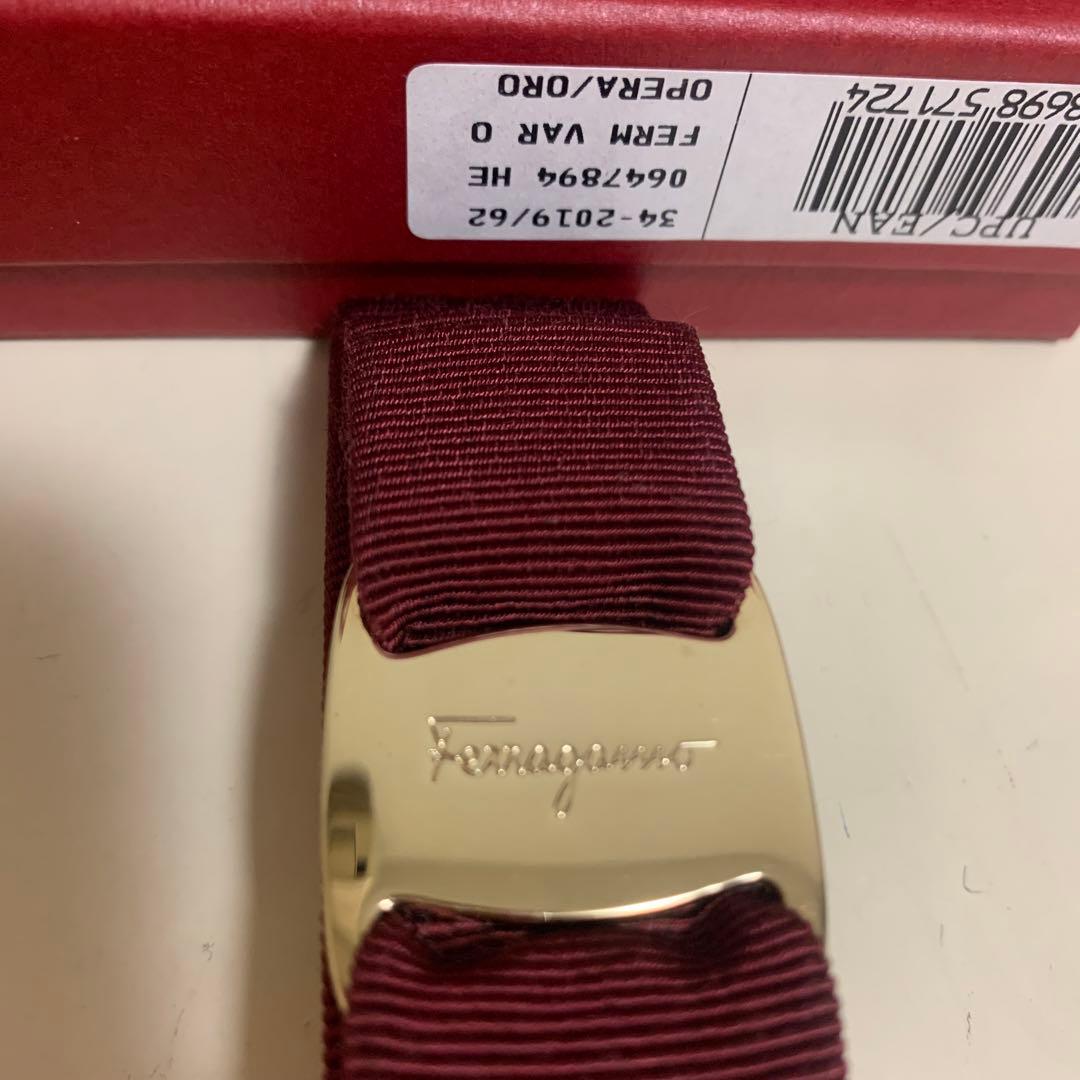 34-2019/62
0647894 HE
FERM VAR O
OPERA/ORO
UPC/EAN
8698 571724
Ferragamo